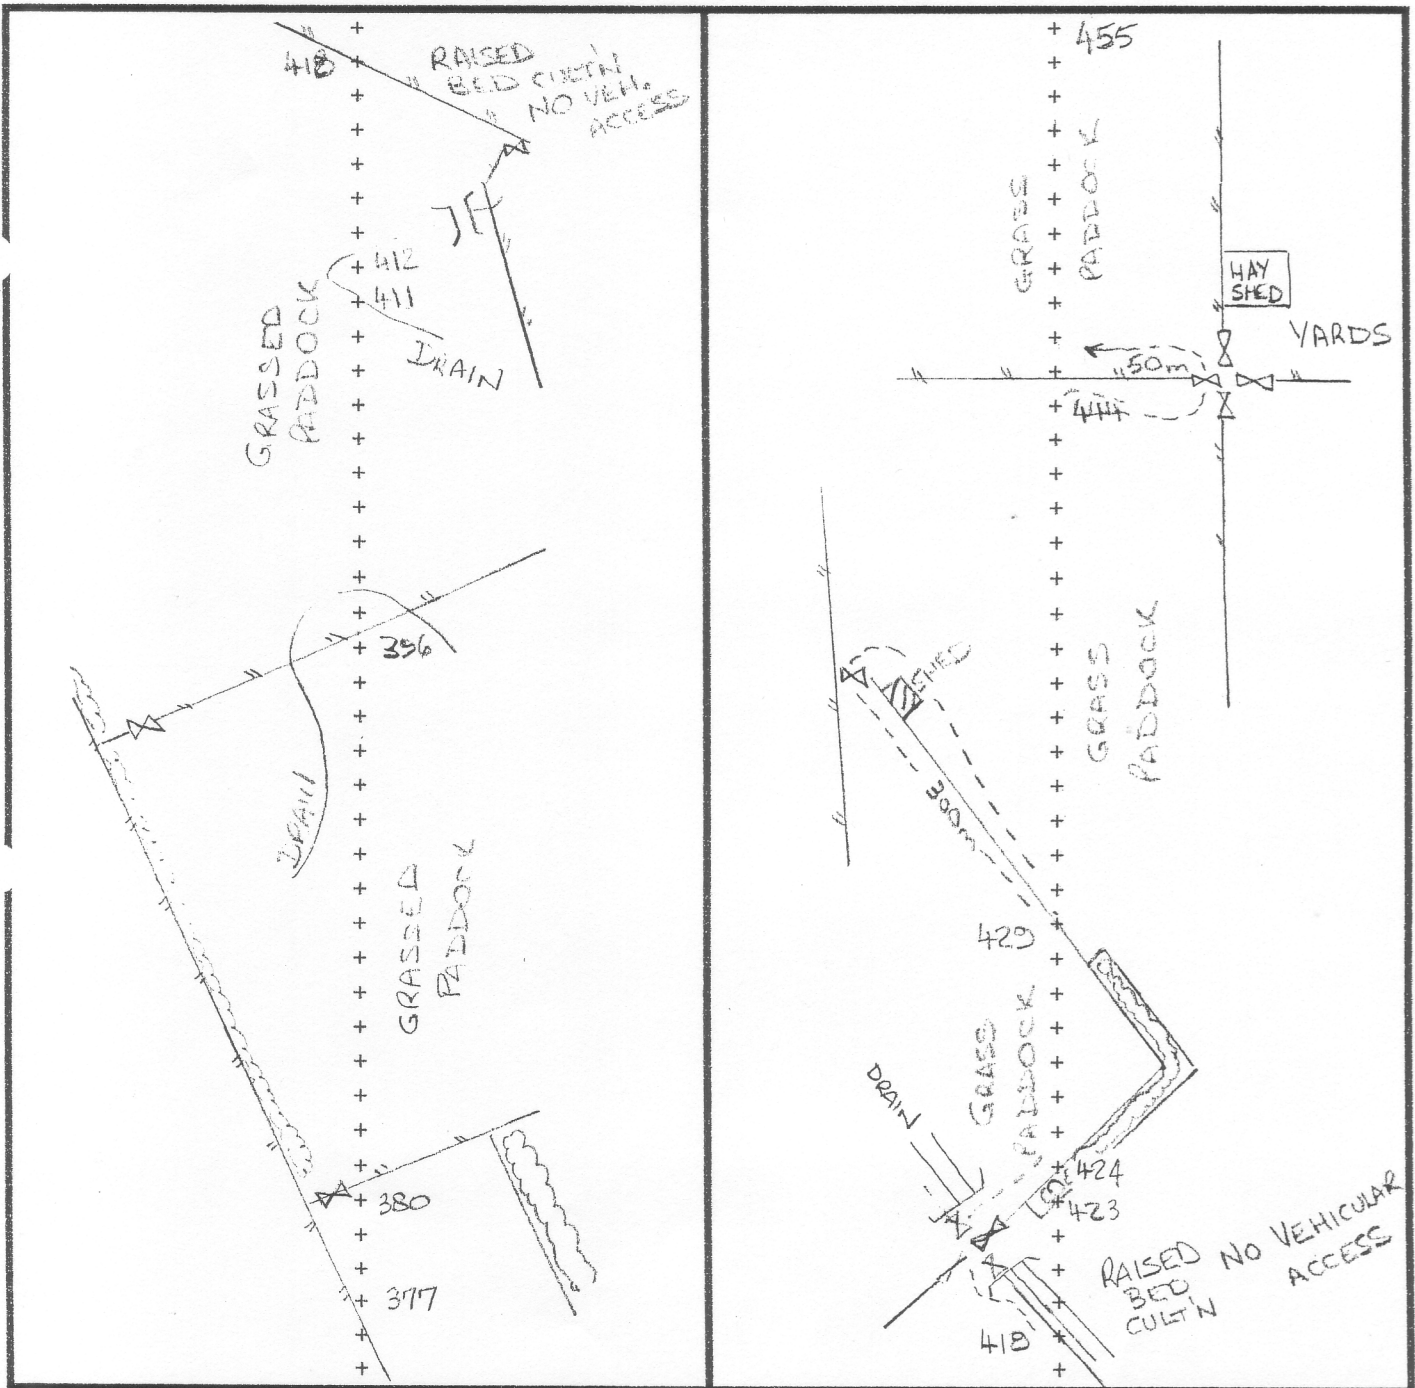 418
RAISED
BED CULT'N
NO VEH.
ACCESS
412
411
DRAIN
GRASSED
PADDOCK
396
DRAIN
GRASSED
PADDOCK
380
377
455
GRASS
PADDOCK
HAY
SHED
YARDS
50m
444
GRASS
PADDOCK
SHED
300m
429
GRASS
PADDOCK
DRAIN
424
423
RAISED
BED
CULT'N
NO VEHICULAR
ACCESS
418